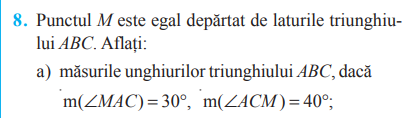 8. Punctul M este egal depărtat de laturile triunghiu-
lui ABC. Aflați:
a) măsurile unghiurilor triunghiului ABC, dacă
m(∠MAC)=30°, m(∠ACM)=40°;